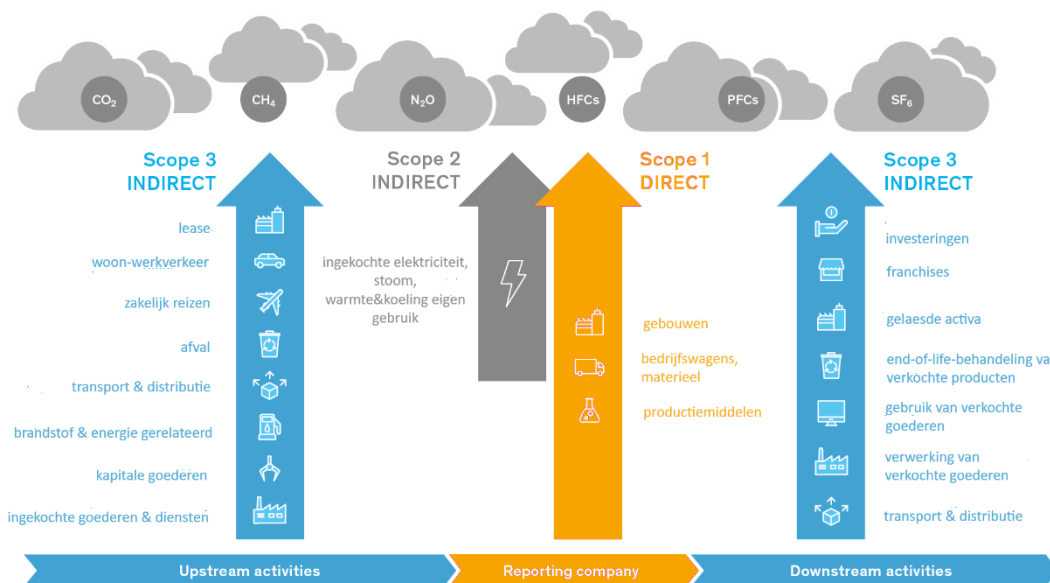 CO₂
CH₄
N₂O
HFCs
PFCs
SF₆
Scope 3
INDIRECT
lease
woon-werkverkeer
zakelijk reizen
afval
transport & distributie
brandstof & energie gerelateerd
kapitale goederen
ingekochte goederen & diensten
Scope 2
INDIRECT
ingekochte elektriciteit,
stoom,
warmte&koeling eigen
gebruik
Scope 1
DIRECT
gebouwen
bedrijfswagens,
materieel
productiemiddelen
Scope 3
INDIRECT
investeringen
franchises
gelaesde activa
end-of-life-behandeling va
verkochte producten
gebruik van verkochte
goederen
verwerking van
verkochte goederen
transport & distributie
Upstream activities
Reporting company
Downstream activities